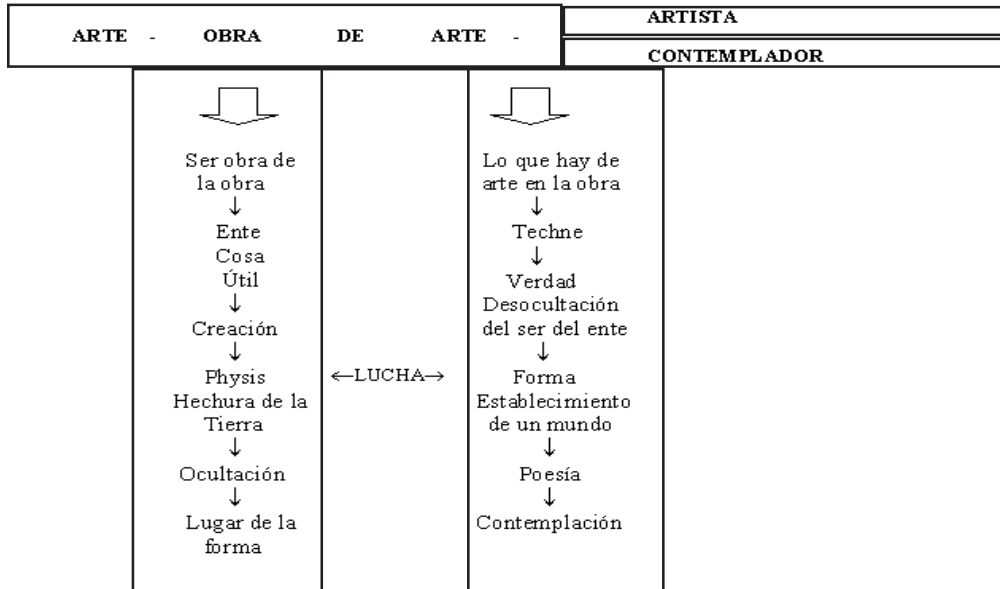 ARTE - OBRA DE ARTE -
ARTISTA
CONTEMPLADOR
Ser obra de
la obra
↓
Ente
Cosa
Útil
↓
Creación
↓
Physis
Hechura de la
Tierra
↓
Ocultación
↓
Lugar de la
forma
←LUCHA→
Lo que hay de
arte en la obra
↓
Techne
↓
Verdad
Desocultación
del ser del ente
↓
Forma
Establecimiento
de un mundo
↓
Poesía
↓
Contemplación